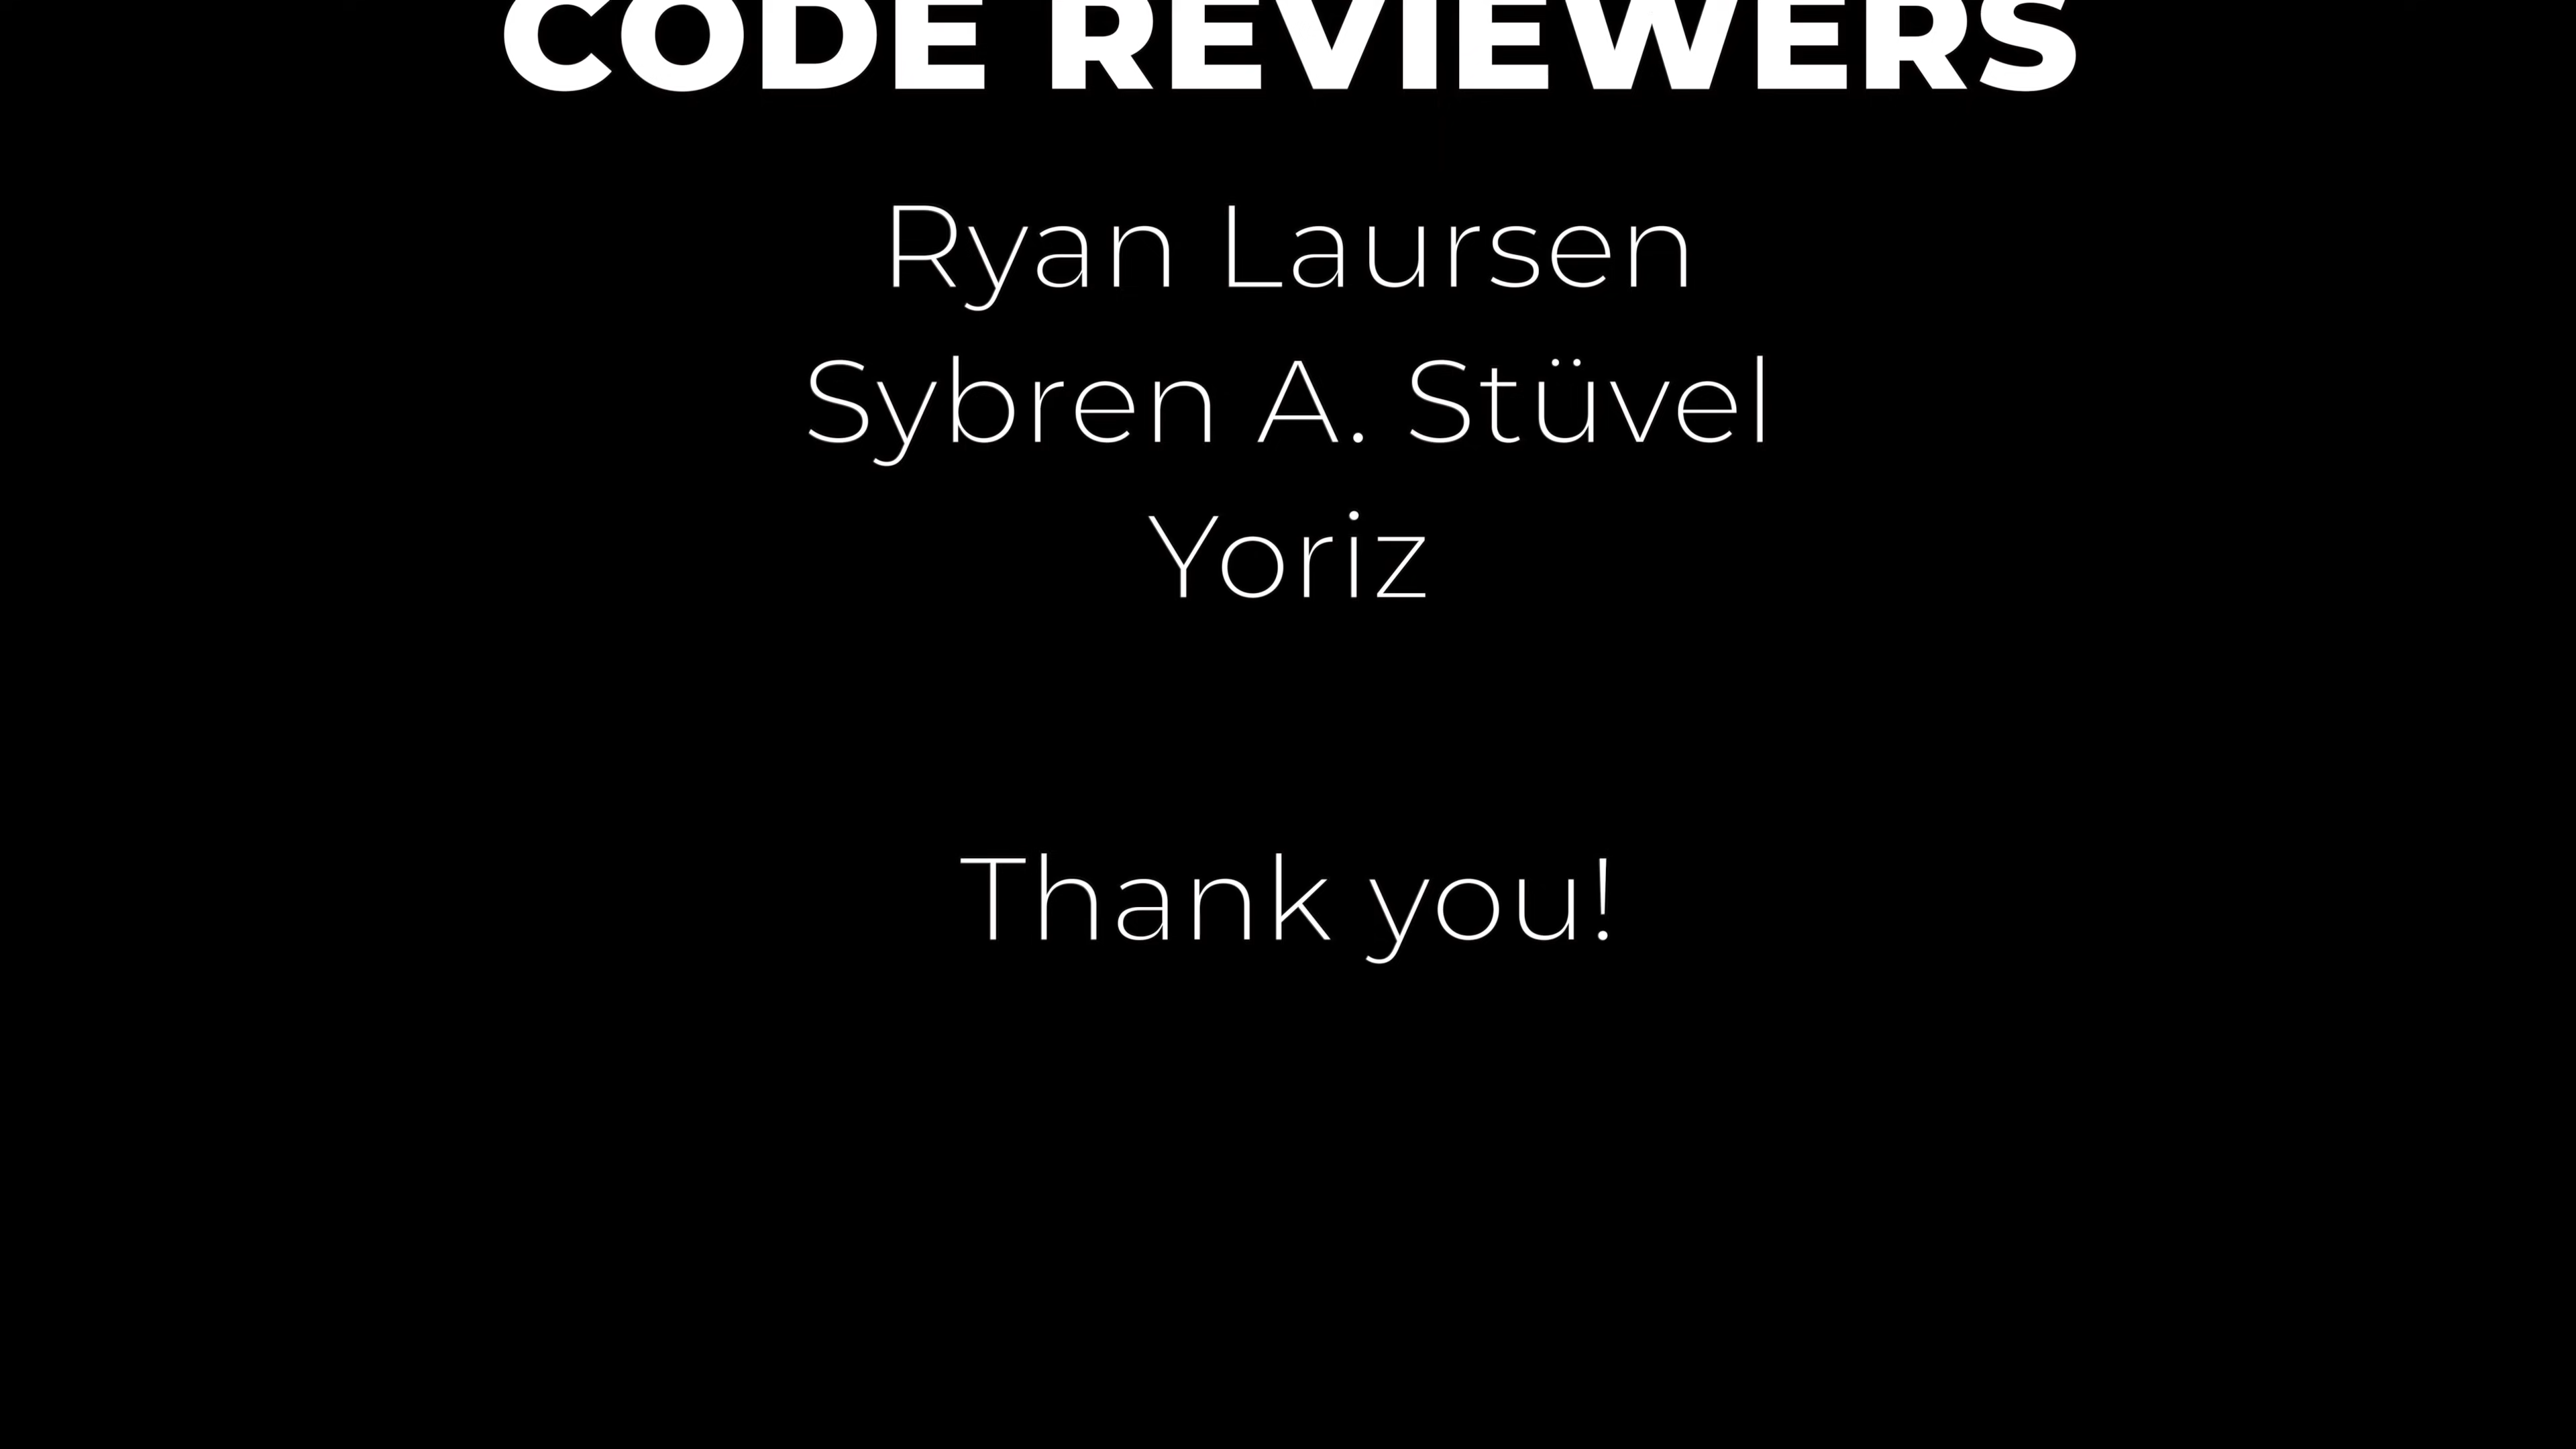 CODE REVIEWERS
Ryan Laursen
Sybren A. Stüvel
Yoriz
Thank you!